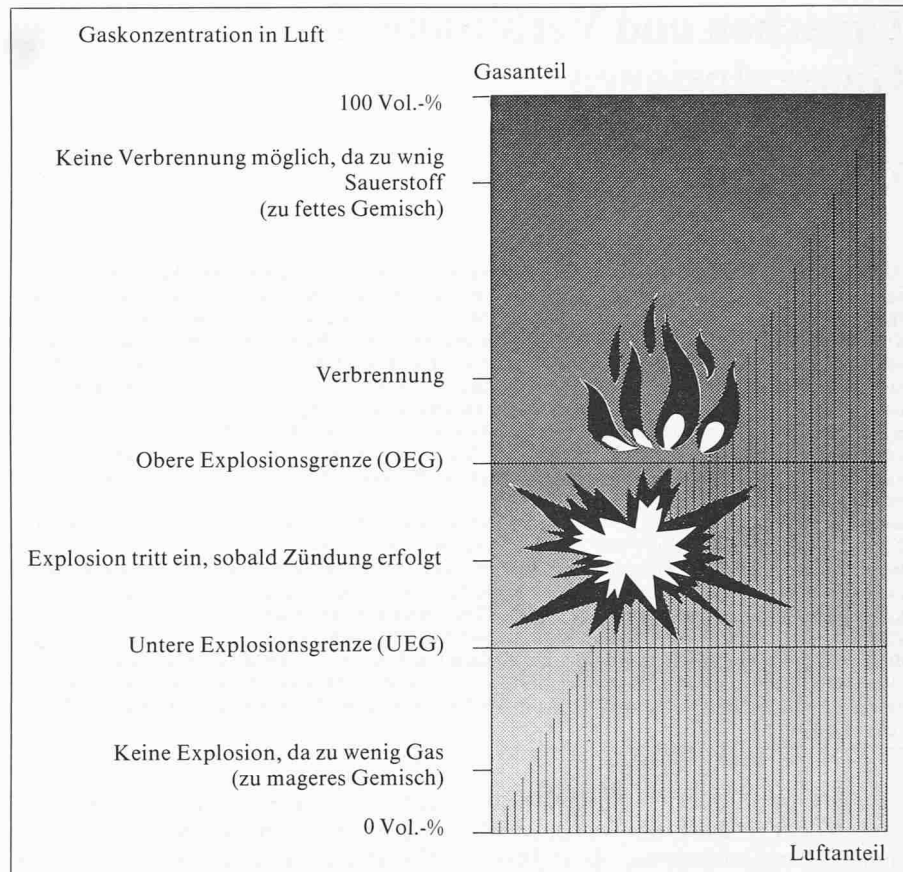 Gaskonzentration in Luft
Gasanteil
100 Vol.-%
Keine Verbrennung möglich, da zu wnig
Sauerstoff
(zu fettes Gemisch)
Verbrennung
Obere Explosionsgrenze (OEG)
Explosion tritt ein, sobald Zündung erfolgt
Untere Explosionsgrenze (UEG)
Keine Explosion, da zu wenig Gas
(zu mageres Gemisch)
0 Vol.-%
Luftanteil